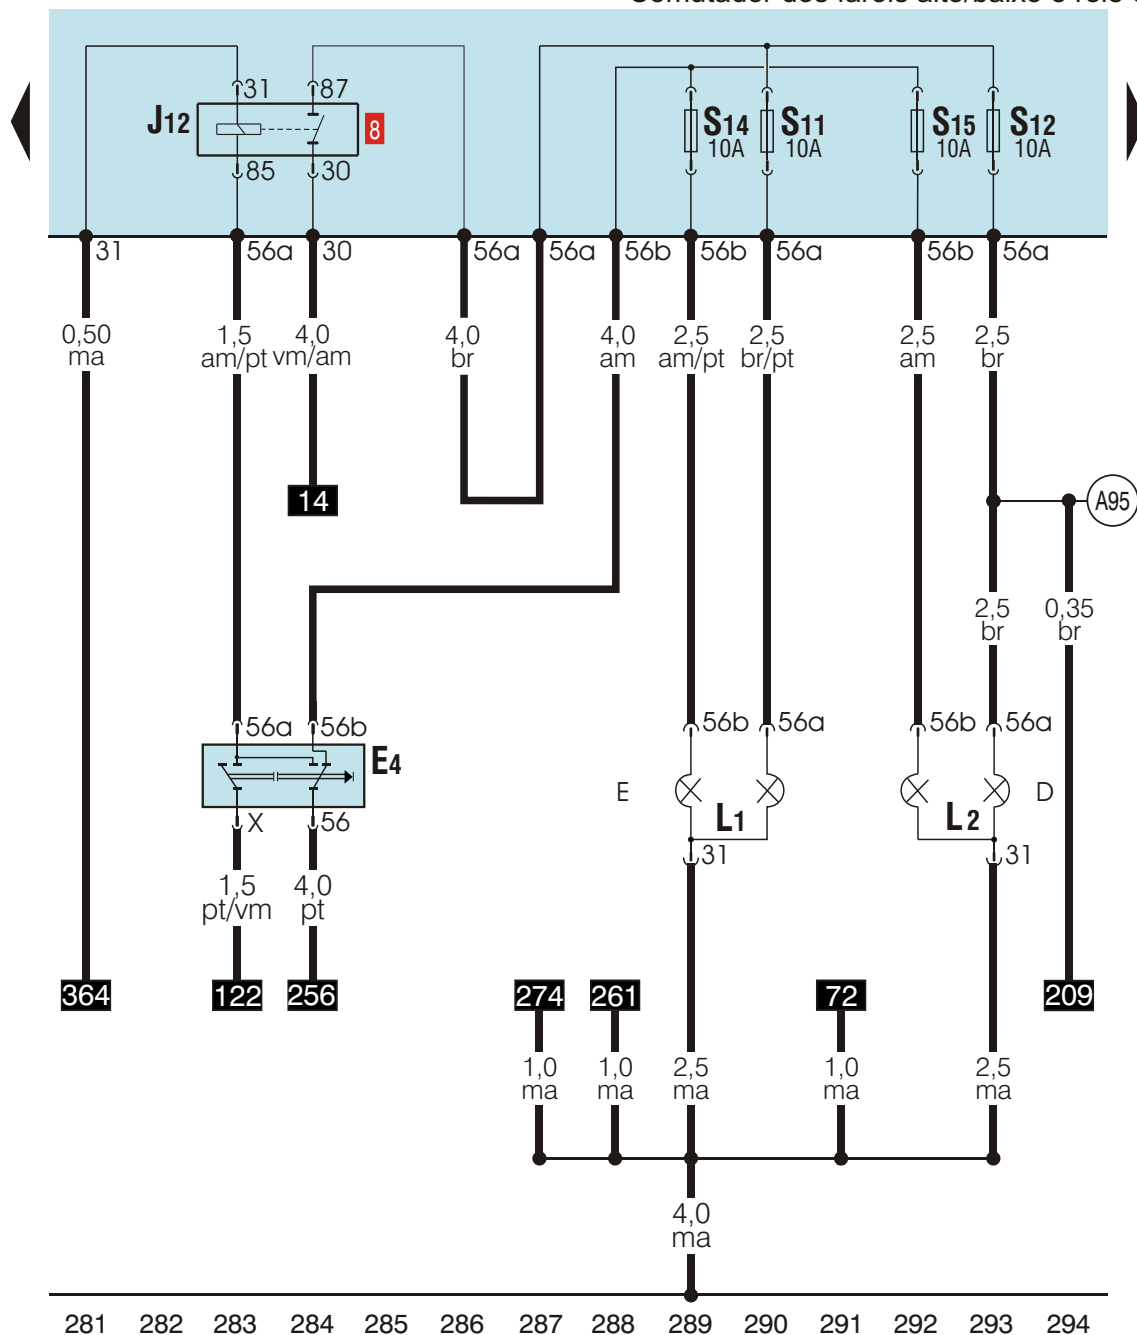 31 87
J12 8 S14 S11 S15 S12
10A 10A 10A 10A
85 30
31 56a 30 56a 56a 56b 56b 56a 56b 56a
0,50 1,5 4,0 4,0 4,0 2,5 2,5 2,5 2,5
ma am/pt vm/am br am am/pt br/pt am br
14 A95
2,5 0,35
br br
56a 56b 56b 56a 56b 56a
E4
E L1 L2 D
X 56 31 31
1,5 4,0
pt/vm pt
364 122 256 274 261 72 209
1,0 1,0 2,5 1,0 2,5
ma ma ma ma ma
4,0
ma
281 282 283 284 285 286 287 288 289 290 291 292 293 294